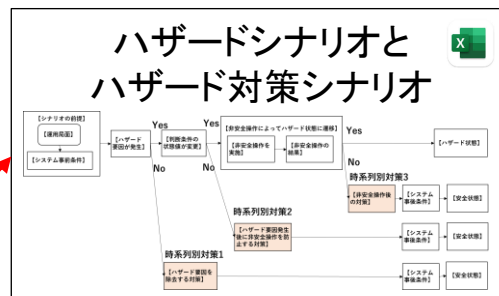 ハザードシナリオと
ハザード対策シナリオ
X
【シナリオの前提】
【運用局面】
【システム事前条件】
【ハザード
要因が発生】
Yes
No
【判断条件の
状態値が変更】
Yes
No
【非安全操作によってハザード状態に遷移】
【非安全操作を
実施】
【非安全操作の
結果】
Yes
No
【ハザード状態】
時系列別対策3
【非安全操作後
の対策】
【システム
事後条件】
【安全状態】
時系列別対策2
【ハザード要因発生
後に非安全操作を防
止する対策】
【システム
事後条件】
【安全状態】
時系列別対策1
【ハザード要因を
除去する対策】
【システム
事後条件】
【安全状態】